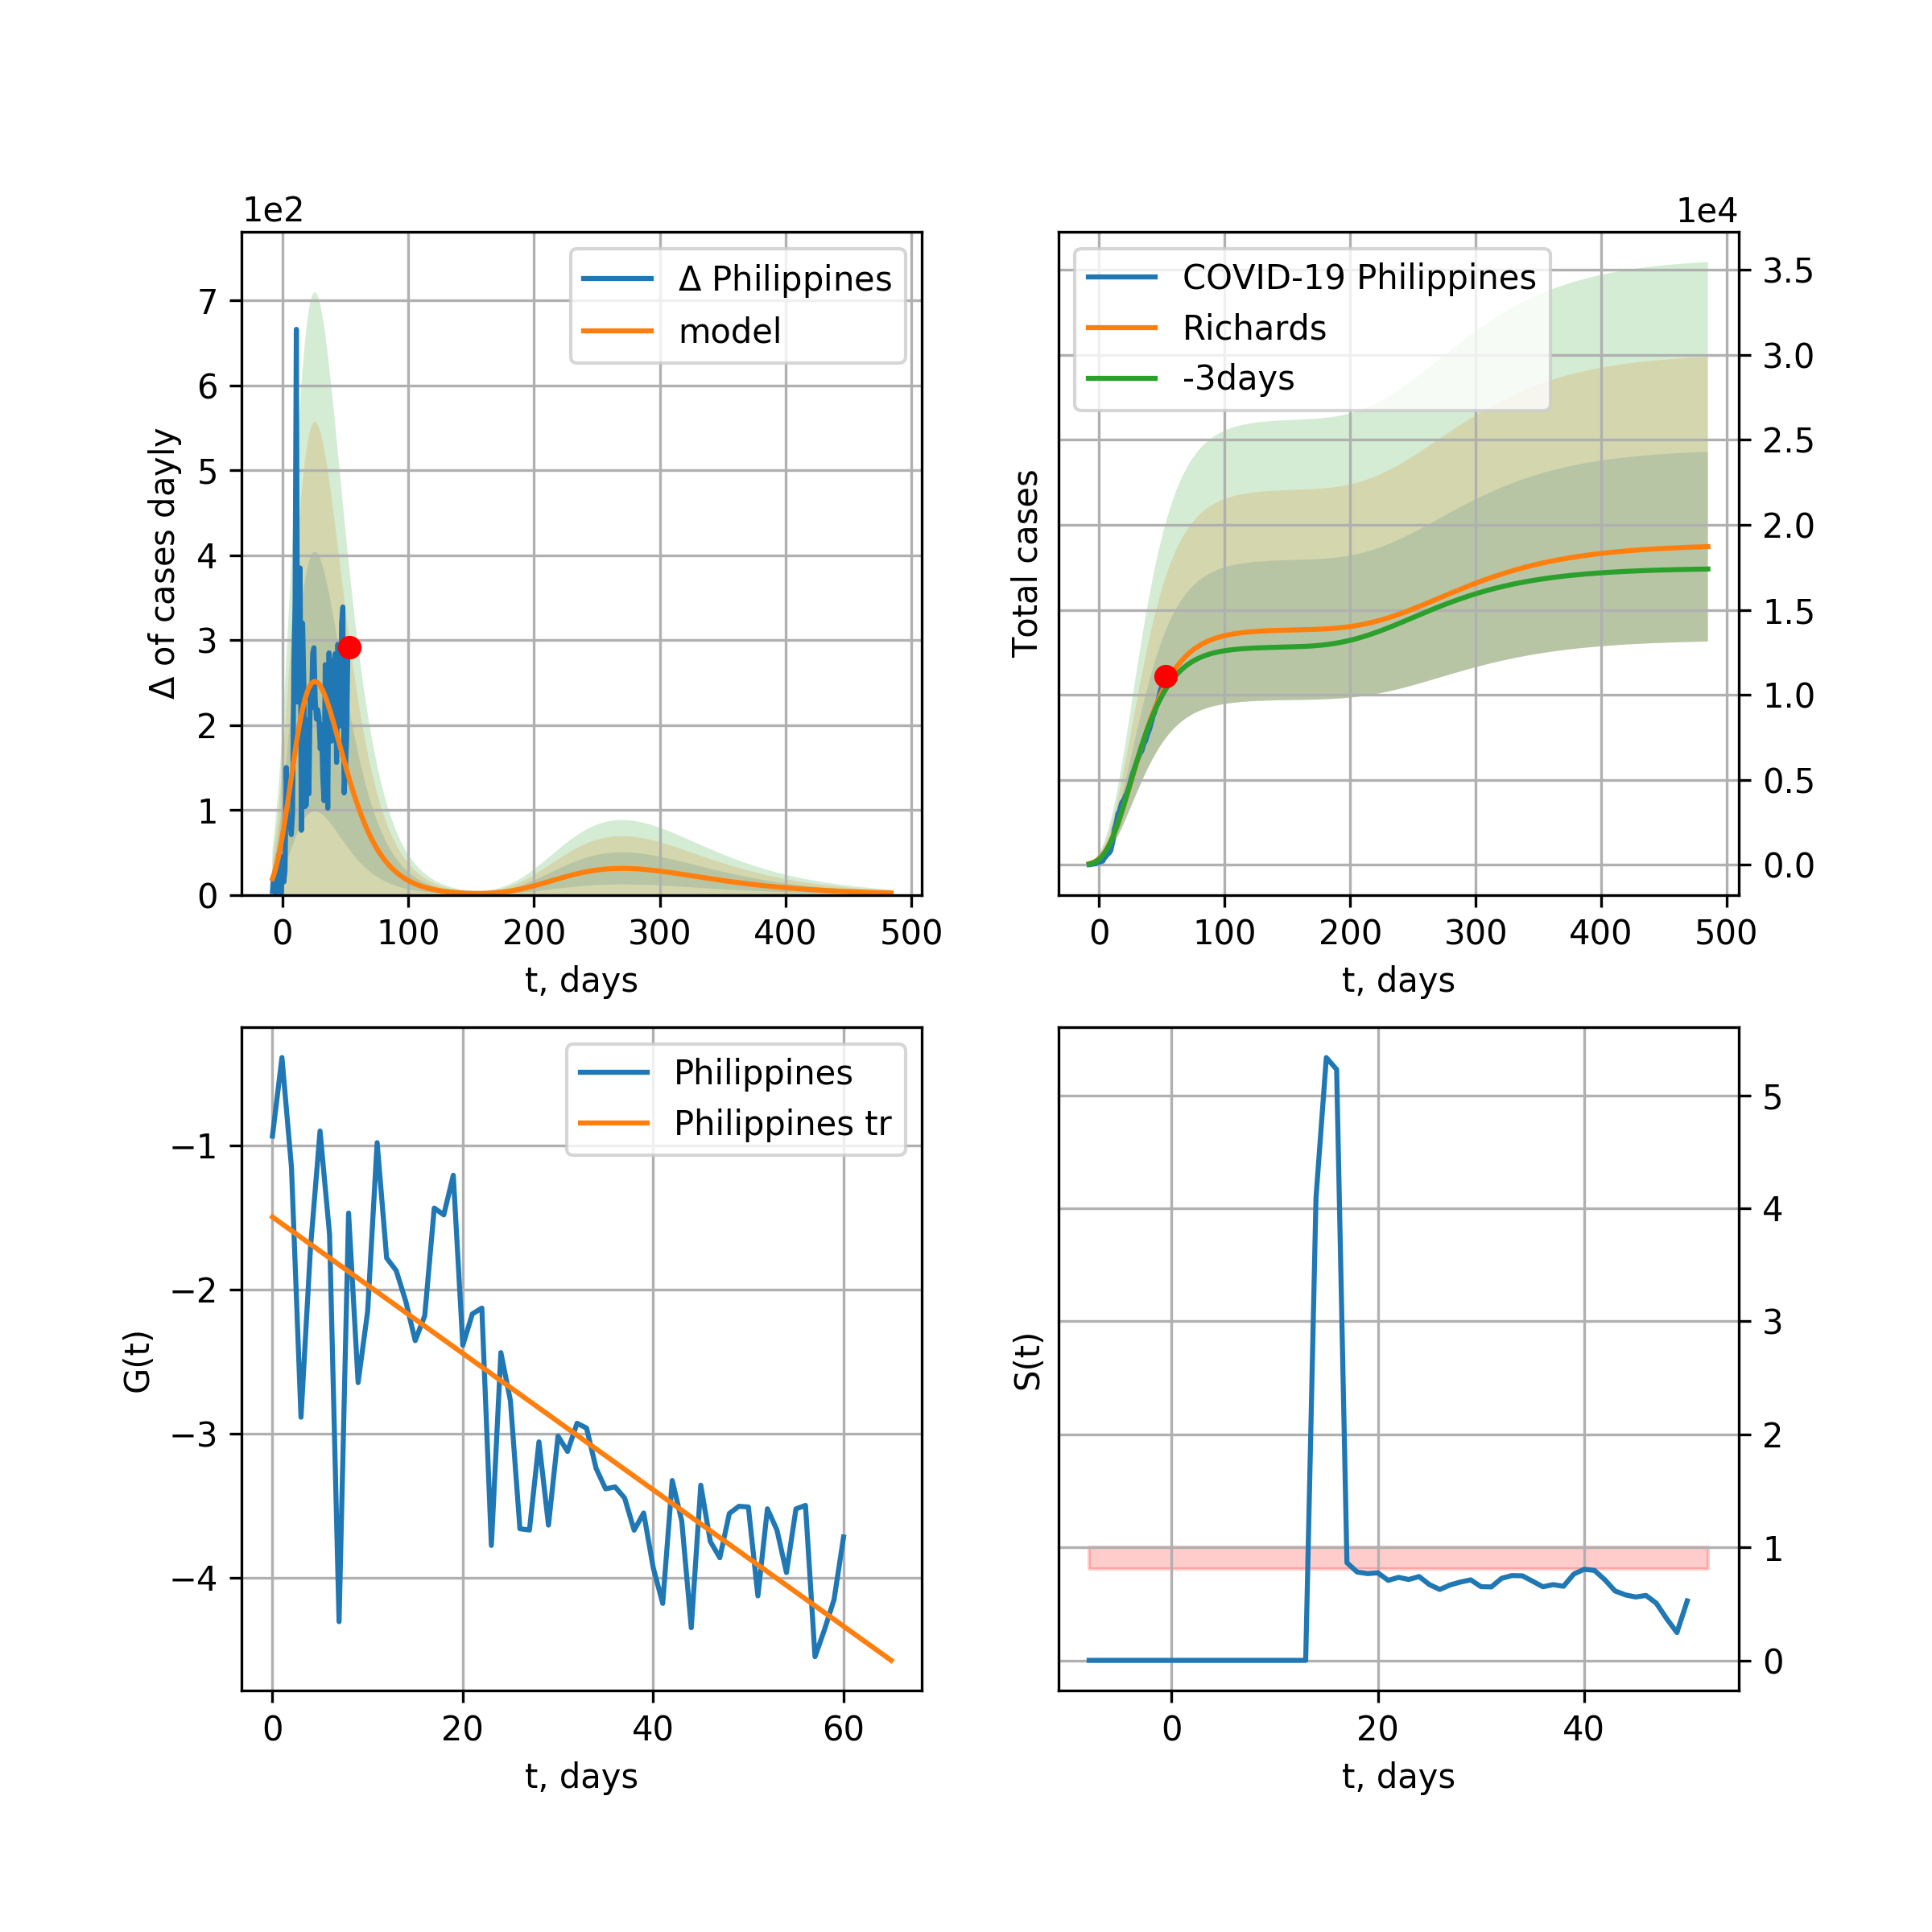 1e2
Δ of cases dayly
7
6
5
4
3
2
1
0
Δ Philippines
model
0 100 200 300 400 500
t, days
1e4
Total cases
COVID-19 Philippines
Richards
-3days
3.5
3.0
2.5
2.0
1.5
1.0
0.5
0.0
0 100 200 300 400 500
t, days
G(t)
−1
−2
−3
−4
Philippines
Philippines tr
0 20 40 60
t, days
S(t)
5
4
3
2
1
0
0 20 40
t, days